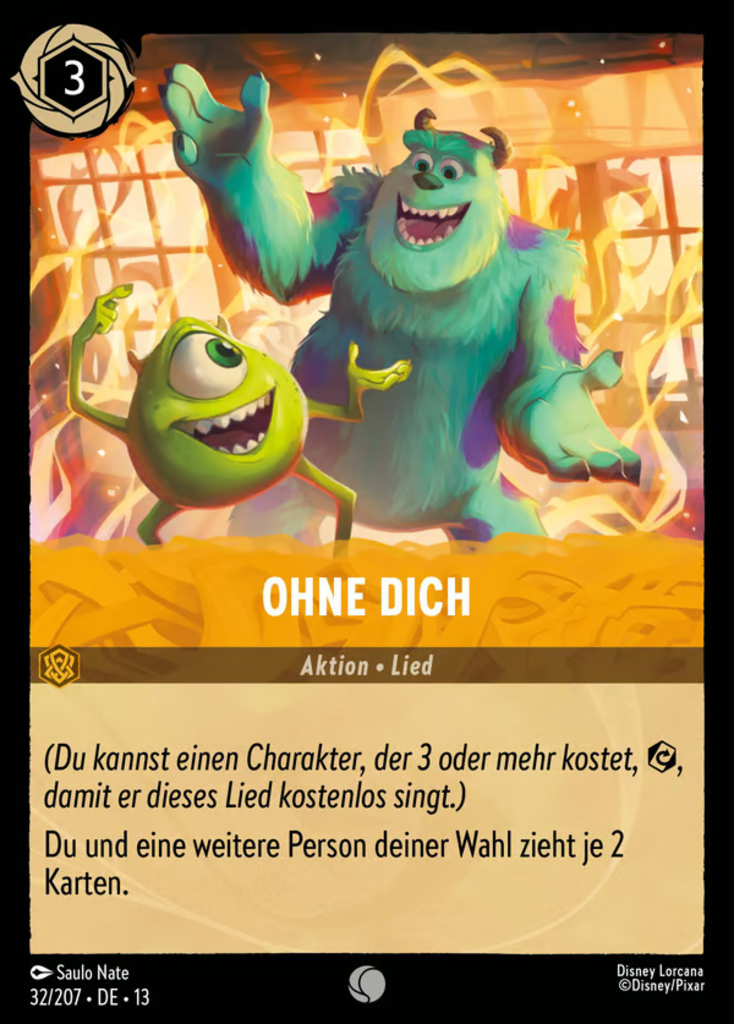 3
OHNE DICH
Aktion • Lied
(Du kannst einen Charakter, der 3 oder mehr kostet, ,
damit er dieses Lied kostenlos singt.)
Du und eine weitere Person deiner Wahl zieht je 2
Karten.
Saulo Nate
32/207 • DE • 13
Disney Lorcana
©Disney/Pixar